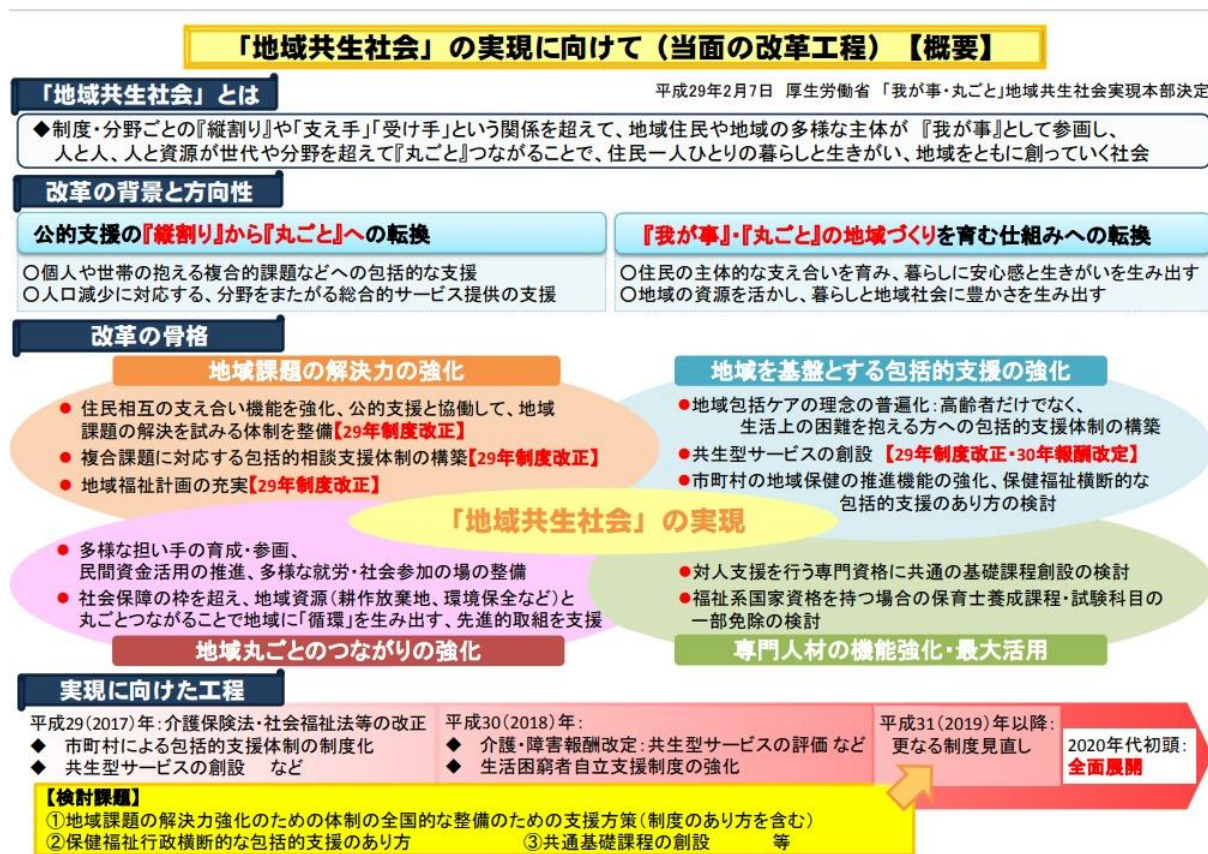 「地域共生社会」の実現に向けて（当面の改革工程）【概要】
「地域共生社会」とは
平成29年2月7日 厚生労働省 「我が事・丸ごと」地域共生社会実現本部決定
◆制度・分野ごとの『縦割り』や「支え手」「受け手」という関係を超えて、地域住民や地域の多様な主体が 『我が事』として参画し、
人と人、人と資源が世代や分野を超えて『丸ごと』つながることで、住民一人ひとりの暮らしと生きがい、地域をともに創っていく社会
改革の背景と方向性
公的支援の『縦割り』から『丸ごと』への転換
○個人や世帯の抱える複合的課題などへの包括的な支援
○人口減少に対応する、分野をまたがる総合的サービス提供の支援
『我が事』・『丸ごと』の地域づくりを育む仕組みへの転換
○住民の主体的な支え合いを育み、暮らしに安心感と生きがいを生み出す
○地域の資源を活かし、暮らしと地域社会に豊かさを生み出す
改革の骨格
地域課題の解決力の強化
● 住民相互の支え合い機能を強化、公的支援と協働して、地域
課題の解決を試みる体制を整備【29年制度改正】
● 複合課題に対応する包括的相談支援体制の構築【29年制度改正】
● 地域福祉計画の充実【29年制度改正】
地域を基盤とする包括的支援の強化
●地域包括ケアの理念の普遍化：高齢者だけでなく、
生活上の困難を抱える方への包括的支援体制の構築
●共生型サービスの創設 【29年制度改正・30年報酬改定】
●市町村の地域保健の推進機能の強化、保健福祉横断的な
包括的支援のあり方の検討
「地域共生社会」の実現
● 多様な担い手の育成・参画、
民間資金活用の推進、多様な就労・社会参加の場の整備
● 社会保障の枠を超え、地域資源（耕作放棄地、環境保全など）と
丸ごとつながることで地域に「循環」を生み出す、先進的取組を支援
地域丸ごとのつながりの強化
●対人支援を行う専門資格に共通の基礎課程創設の検討
●福祉系国家資格を持つ場合の保育士養成課程・試験科目の
一部免除の検討
専門人材の機能強化・最大活用
実現に向けた工程
平成29(2017)年：介護保険法・社会福祉法等の改正
◆ 市町村による包括的支援体制の制度化
◆ 共生型サービスの創設 など
平成30(2018)年：
◆ 介護・障害報酬改定：共生型サービスの評価 など
◆ 生活困窮者自立支援制度の強化
平成31(2019)年以降：
更なる制度見直し
2020年代初頭：
全面展開
【検討課題】
①地域課題の解決力強化のための体制の全国的な整備のための支援方策（制度のあり方を含む）
②保健福祉行政横断的な包括的支援のあり方 ③共通基礎課程の創設 等